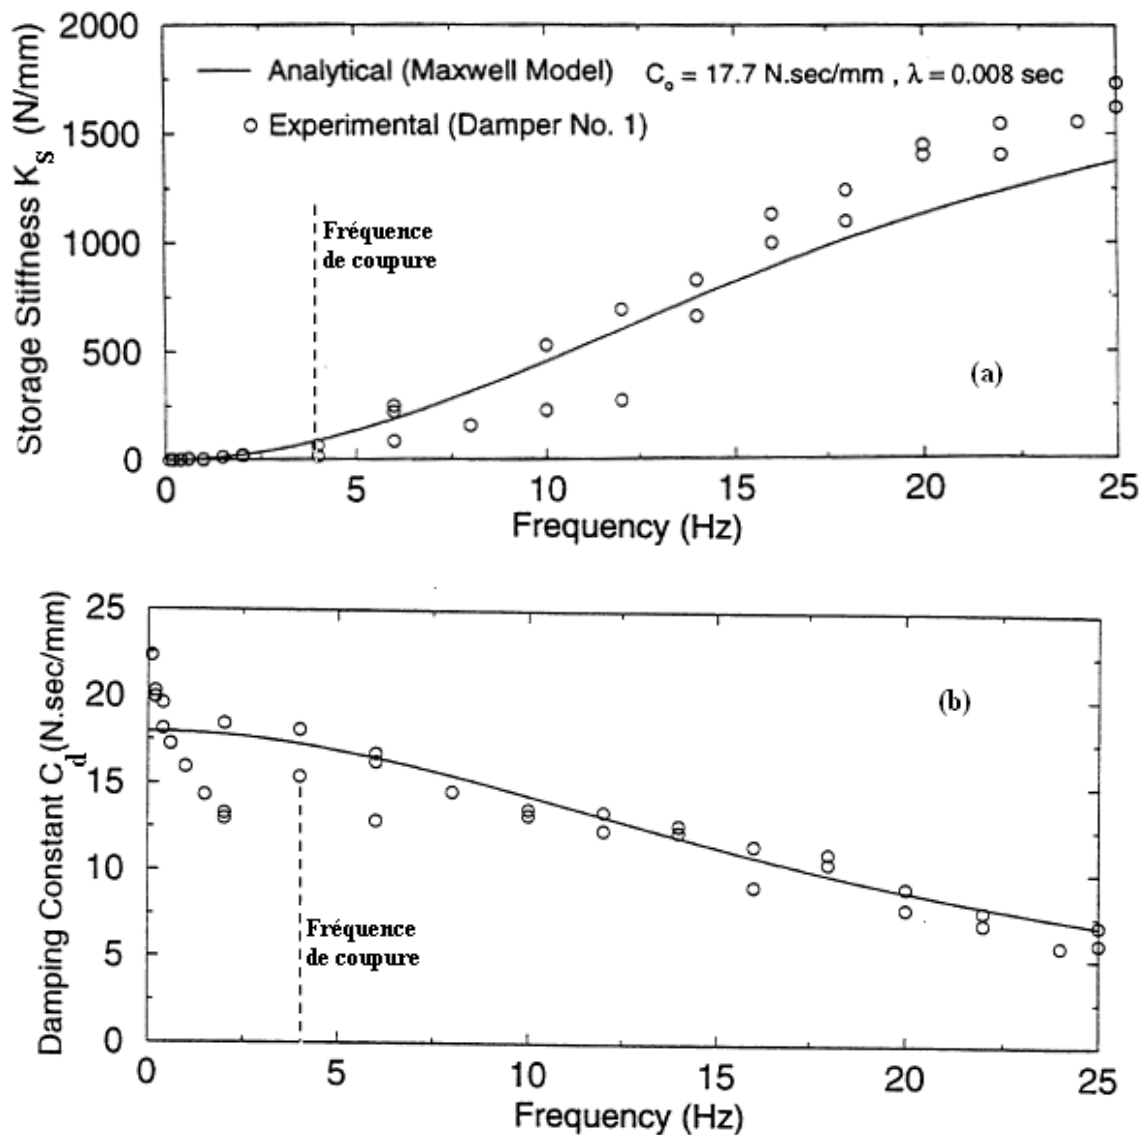 2000
1500
1000
500
0
Storage Stiffness K_s (N/mm)
Analytical (Maxwell Model) C_o = 17.7 N.sec/mm , λ = 0.008 sec
Experimental (Damper No. 1)
Fréquence
de coupure
(a)
0 5 10 15 20 25
Frequency (Hz)
25
20
15
10
5
0
Damping Constant C_d (N.sec/mm)
(b)
Fréquence
de coupure
0 5 10 15 20 25
Frequency (Hz)